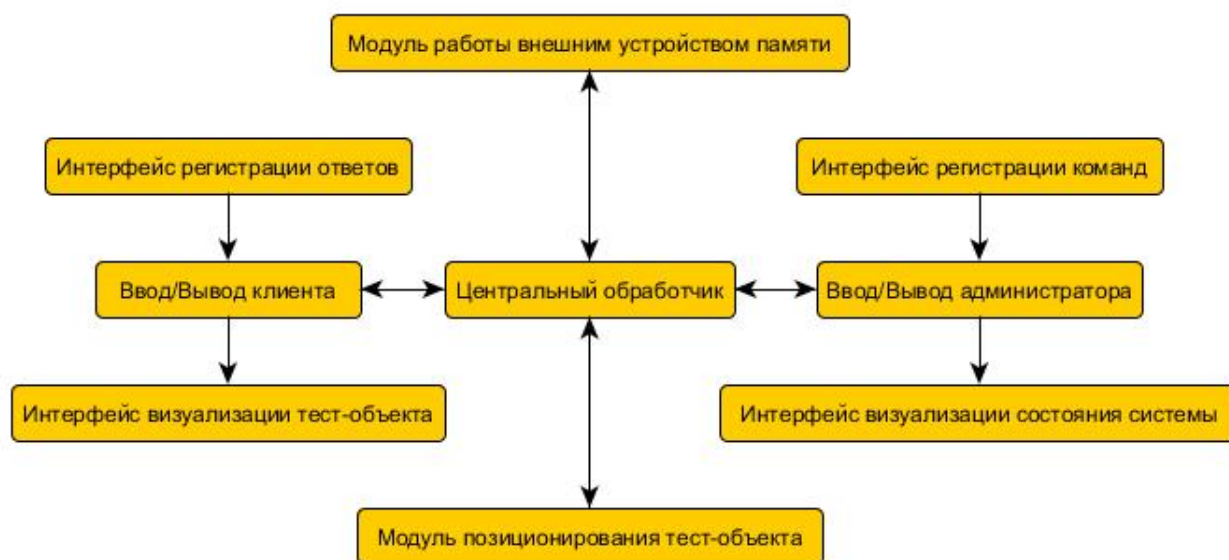 Модуль работы внешним устройством памяти
Интерфейс регистрации ответов
Интерфейс регистрации команд
Ввод/Вывод клиента
Центральный обработчик
Ввод/Вывод администратора
Интерфейс визуализации тест-объекта
Интерфейс визуализации состояния системы
Модуль позиционирования тест-объекта